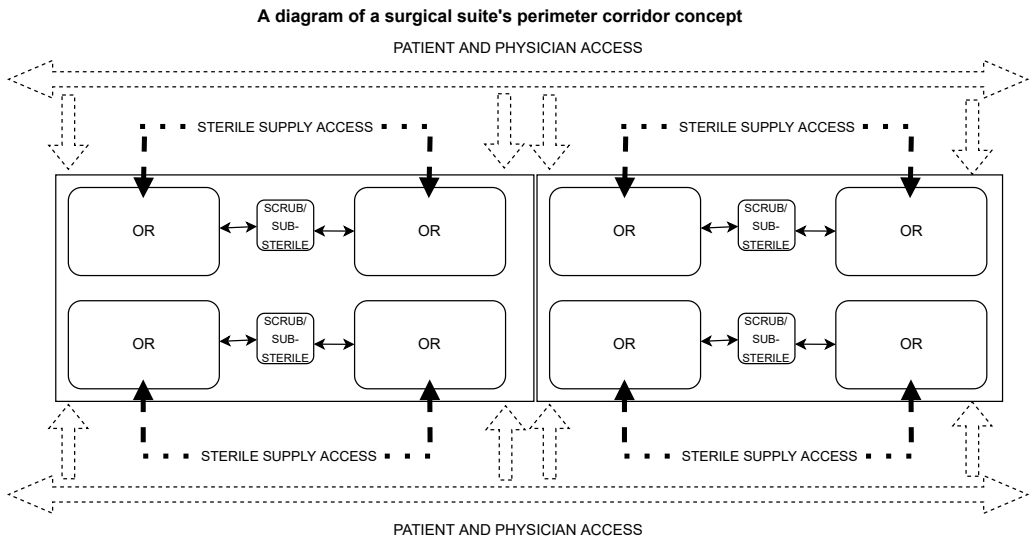 A diagram of a surgical suite's perimeter corridor concept
PATIENT AND PHYSICIAN ACCESS
STERILE SUPPLY ACCESS
STERILE SUPPLY ACCESS
OR
SCRUB/
SUB-
STERILE
OR
OR
SCRUB/
SUB-
STERILE
OR
OR
SCRUB/
SUB-
STERILE
OR
OR
SCRUB/
SUB-
STERILE
OR
STERILE SUPPLY ACCESS
STERILE SUPPLY ACCESS
PATIENT AND PHYSICIAN ACCESS